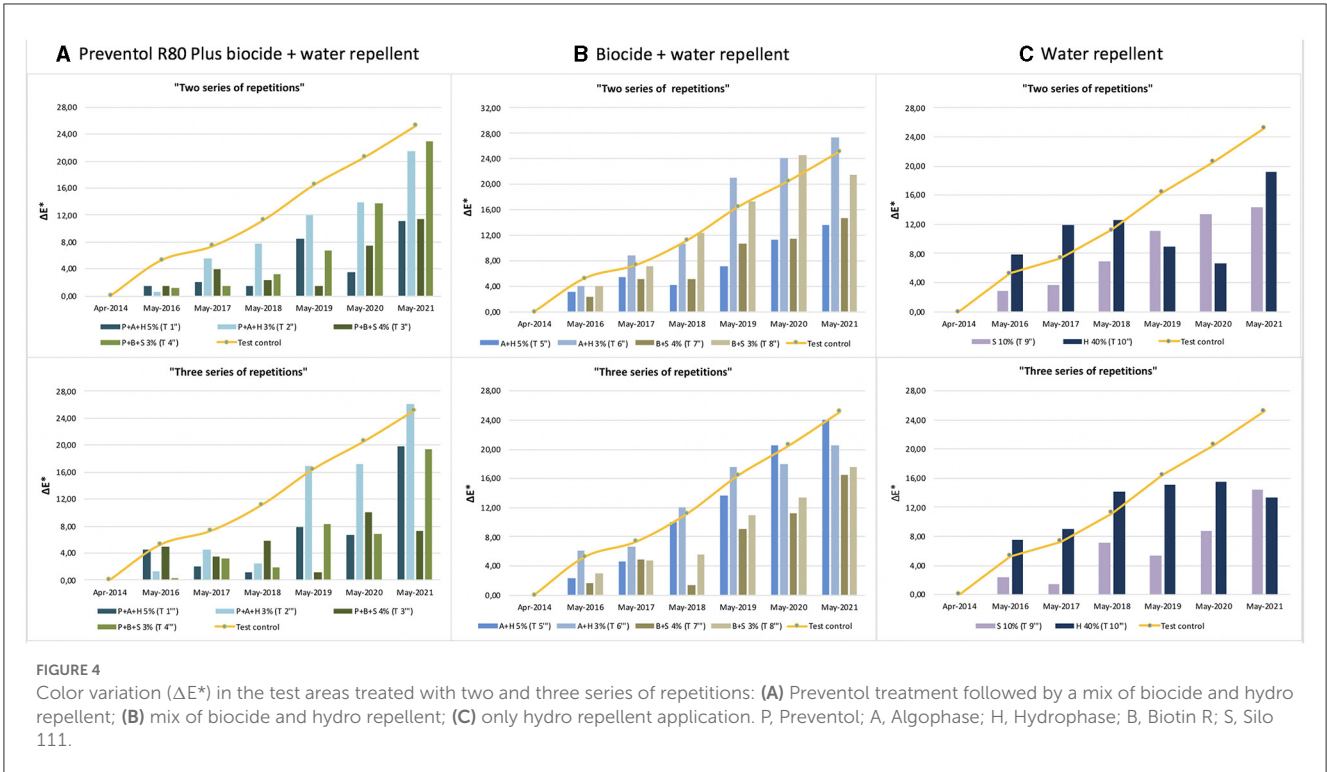 A Preventol R80 Plus biocide + water repellent
"Two series of repetitions"
28,00
24,00
20,00
16,00
12,00
8,00
4,00
0,00
ΔE*
Apr-2014 May-2016 May-2017 May-2018 May-2019 May-2020 May-2021
P+A+H 5% (T 1") P+A+H 3% (T 2") P+B+S 4% (T 3")
P+B+S 3% (T 4") Test control
"Three series of repetitions"
28,00
24,00
20,00
16,00
12,00
8,00
4,00
0,00
ΔE*
Apr-2014 May-2016 May-2017 May-2018 May-2019 May-2020 May-2021
P+A+H 5% (T 1"') P+A+H 3% (T 2"') P+B+S 4% (T 3"')
P+B+S 3% (T 4"') Test control
B Biocide + water repellent
"Two series of repetitions"
32,00
28,00
24,00
20,00
16,00
12,00
8,00
4,00
0,00
ΔE*
Apr-2014 May-2016 May-2017 May-2018 May-2019 May-2020 May-2021
A+H 5% (T 5") A+H 3% (T 6") B+S 4% (T 7") B+S 3% (T 8") Test control
"Three series of repetitions"
28,00
24,00
20,00
16,00
12,00
8,00
4,00
0,00
ΔE*
Apr-2014 May-2016 May-2017 May-2018 May-2019 May-2020 May-2021
A+H 5% (T 5"') A+H 3% (T 6"') B+S 4% (T 7"') B+S 3% (T 8"') Test control
C Water repellent
"Two series of repetitions"
28,00
24,00
20,00
16,00
12,00
8,00
4,00
0,00
ΔE*
Apr-2014 May-2016 May-2017 May-2018 May-2019 May-2020 May-2021
S 10% (T 9") H 40% (T 10") Test control
"Three series of repetitions"
28,00
24,00
20,00
16,00
12,00
8,00
4,00
0,00
ΔE*
Apr-2014 May-2016 May-2017 May-2018 May-2019 May-2020 May-2021
S 10% (T 9"') H 40% (T 10"') Test control
FIGURE 4
Color variation (ΔE*) in the test areas treated with two and three series of repetitions: (A) Preventol treatment followed by a mix of biocide and hydro
repellent; (B) mix of biocide and hydro repellent; (C) only hydro repellent application. P, Preventol; A, Algophase; H, Hydrophase; B, Biotin R; S, Silo
111.